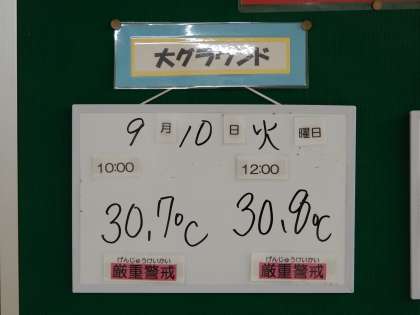 大グラウンド
9月10日火曜日
10:00 12:00
30.7℃ 30.8℃
げんじゅうけいかい げんじゅうけいかい
厳重警戒 厳重警戒